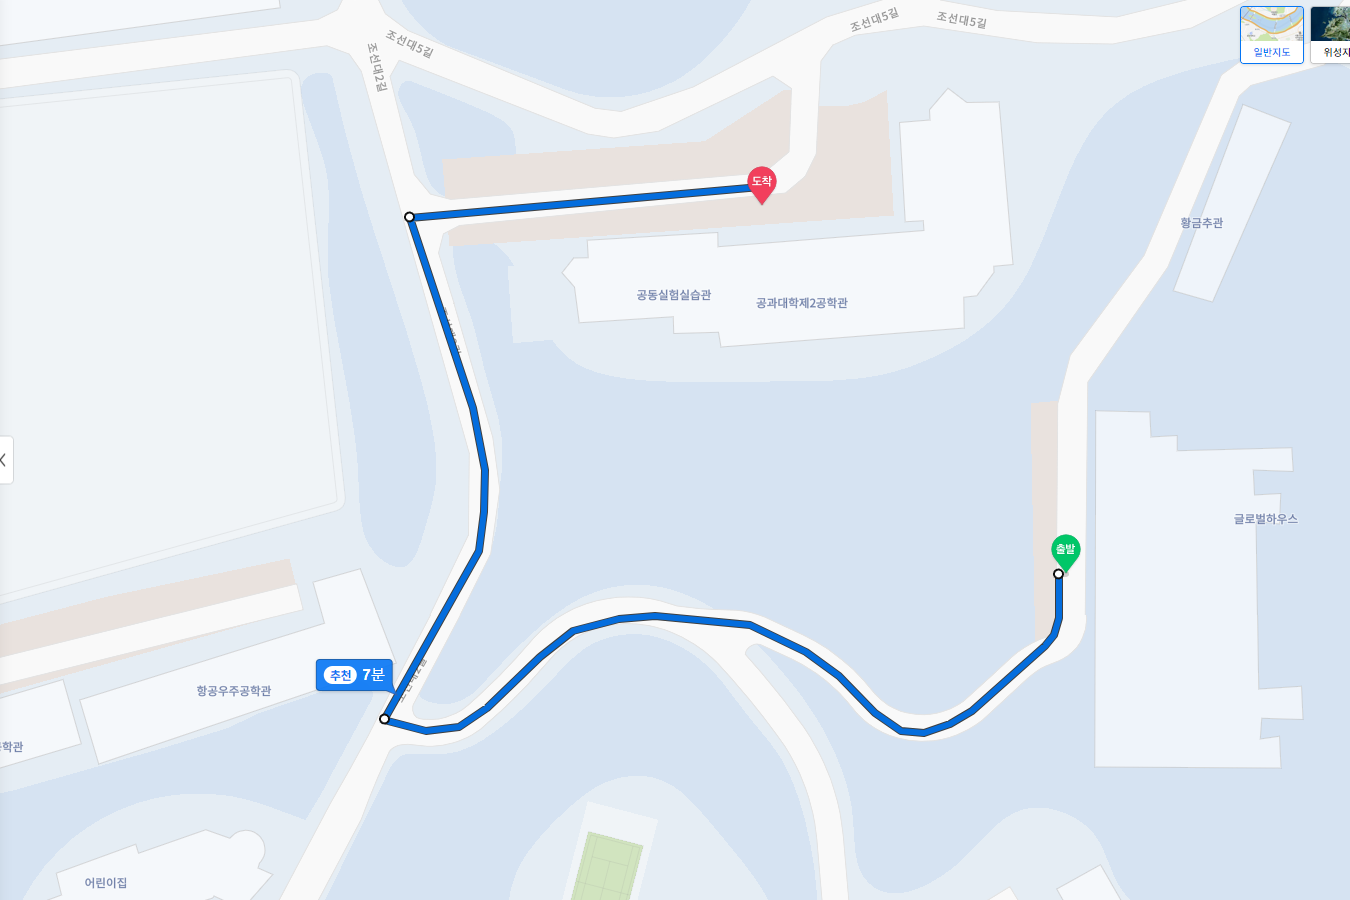 조선대5길
조선대5길
조선대5길
조선대2길
일반지도
위성지
도착
황금추관
공동실험실습관
공과대학제2공학관
글로벌하우스
출발
추천 7분
항공우주공학관
학관
어린이집